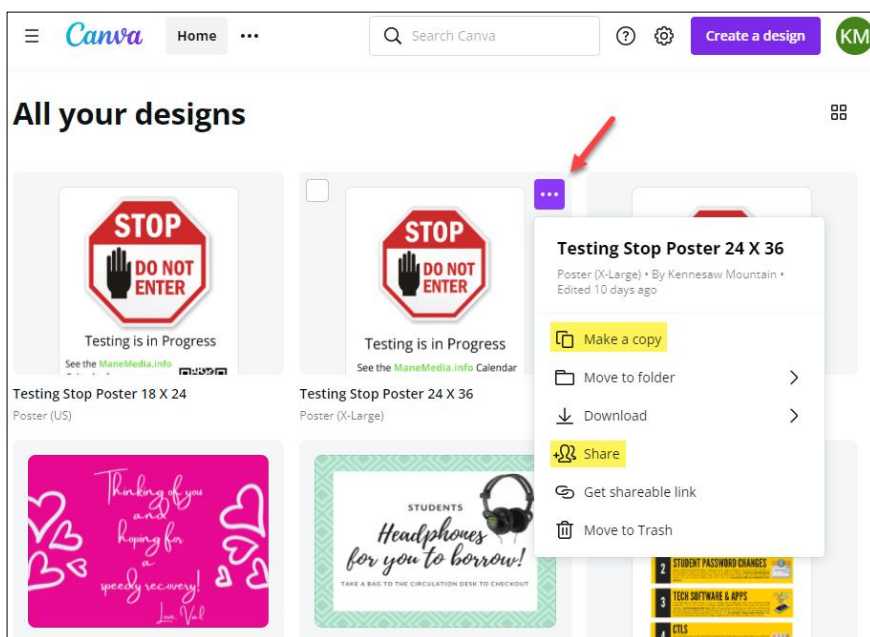 Canva
Home
Search Canva
Create a design
KM
All your designs
STOP
DO NOT
ENTER
Testing is in Progress
See the ManeMedia.info
Testing Stop Poster 18 X 24
Poster (US)
STOP
DO NOT
ENTER
Testing is in Progress
See the ManeMedia.info Calendar
Testing Stop Poster 24 X 36
Poster (X-Large)
Testing Stop Poster 24 X 36
Poster (X-Large) • By Kennesaw Mountain •
Edited 10 days ago
Make a copy
Move to folder
Download
Share
Get shareable link
Move to Trash
Thinking of you
and
hoping for
a
speedy recovery!
Love, Val
STUDENTS
Headphones
for you to borrow!
TAKE A BAG TO THE CIRCULATION DESK TO CHECKOUT
2 STUDENT PASSWORD CHANGES
3 TECH SOFTWARE & APPS
4 CTLS